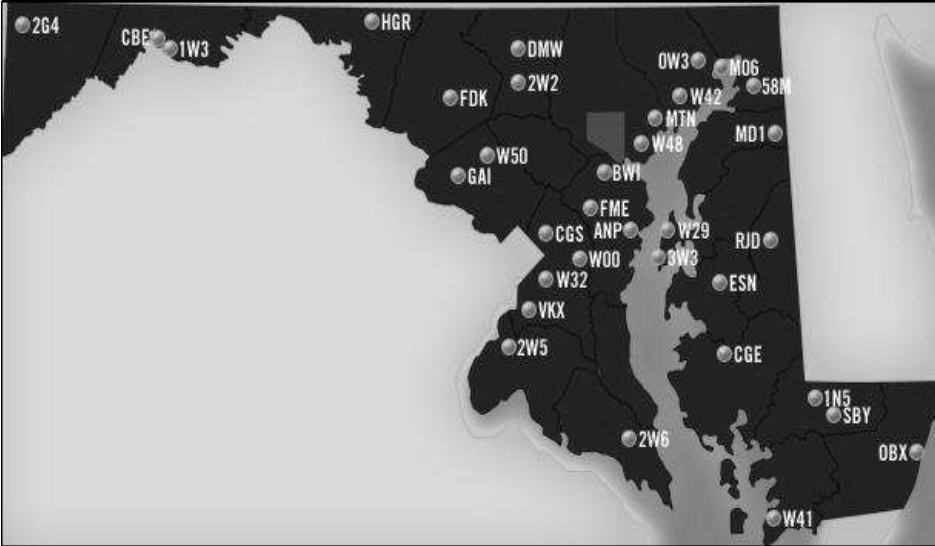 HGR
2G4
CBE
1W3
DMW
OW3
M06
2W2
58M
FDK
W42
MTN
MD1
W48
W50
GAI
BWI
FME
ANP
W29
CGS
RJD
W00
3W3
W32
ESN
VKX
2W5
CGE
1N5
SBY
2W6
OBX
W41